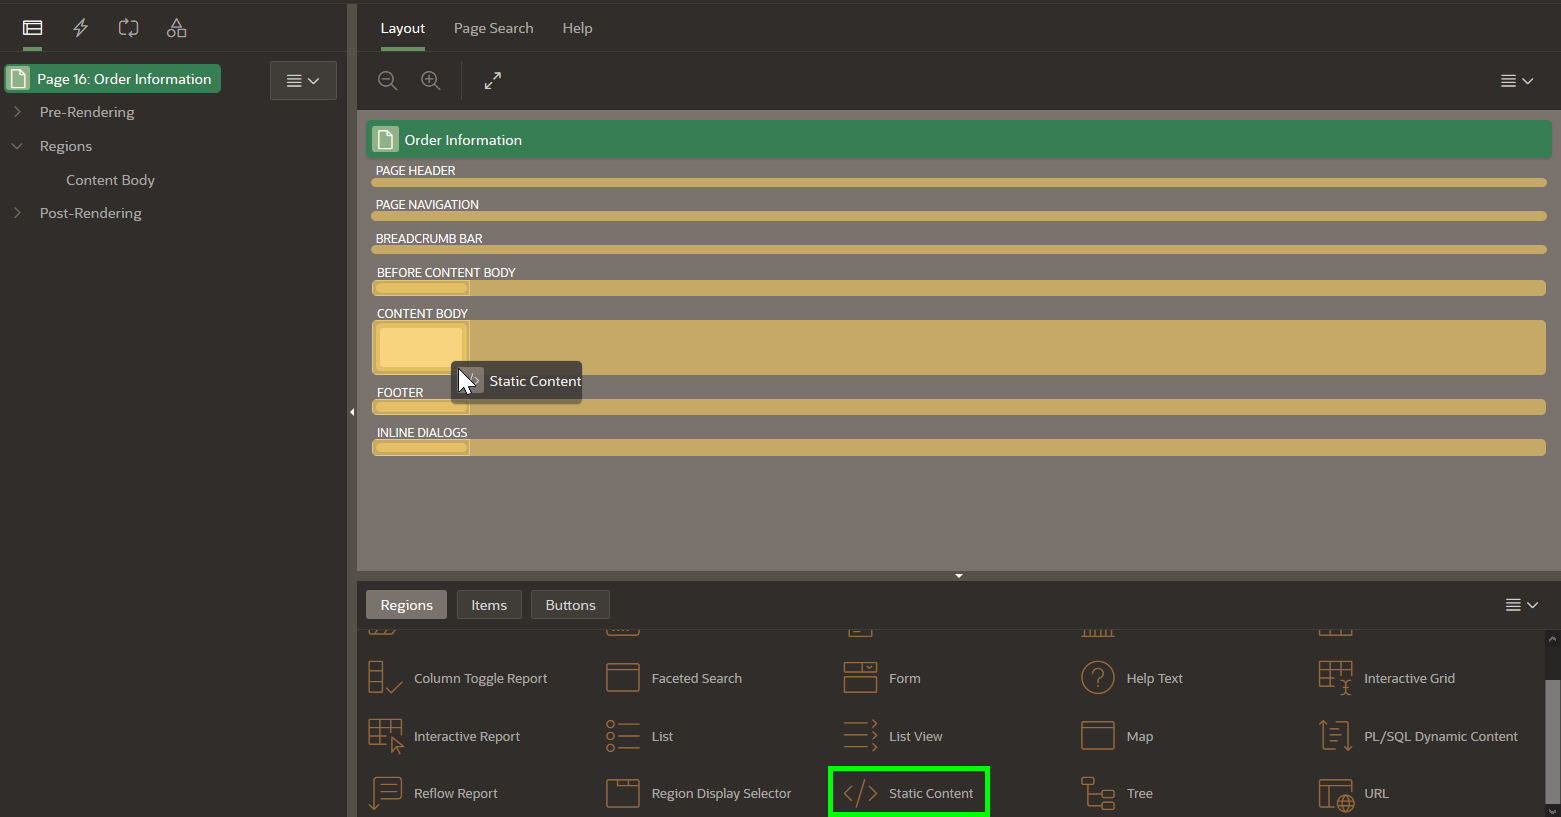 Layout
Page Search
Help
Page 16: Order Information
Pre-Rendering
Regions
Content Body
Post-Rendering
Order Information
PAGE HEADER
PAGE NAVIGATION
BREADCRUMB BAR
BEFORE CONTENT BODY
CONTENT BODY
Static Content
FOOTER
INLINE DIALOGS
Regions
Items
Buttons
Column Toggle Report
Faceted Search
Form
Help Text
Interactive Grid
Interactive Report
List
List View
Map
PL/SQL Dynamic Content
Reflow Report
Region Display Selector
Static Content
Tree
URL